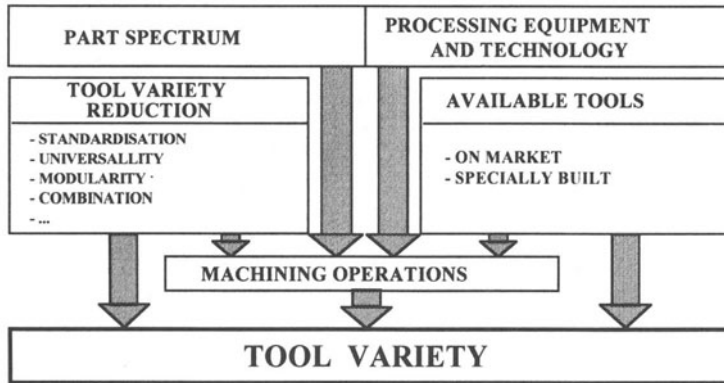 PART SPECTRUM
PROCESSING EQUIPMENT
AND TECHNOLOGY
TOOL VARIETY
REDUCTION
- STANDARDISATION
- UNIVERSALLITY
- MODULARITY
- COMBINATION
- ...
AVAILABLE TOOLS
- ON MARKET
- SPECIALLY BUILT
MACHINING OPERATIONS
TOOL VARIETY